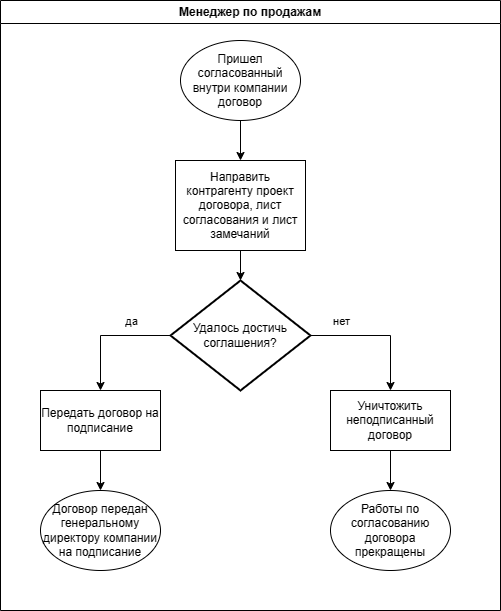 Менеджер по продажам
Пришел
согласованный
внутри компании
договор
Направить
контрагенту проект
договора, лист
согласования и лист
замечаний
Удалось достичь
соглашения?
да
нет
Передать договор на
подписание
Уничтожить
неподписанный
договор
Договор передан
генеральному
директору компании
на подписание
Работы по
согласованию
договора
прекращены